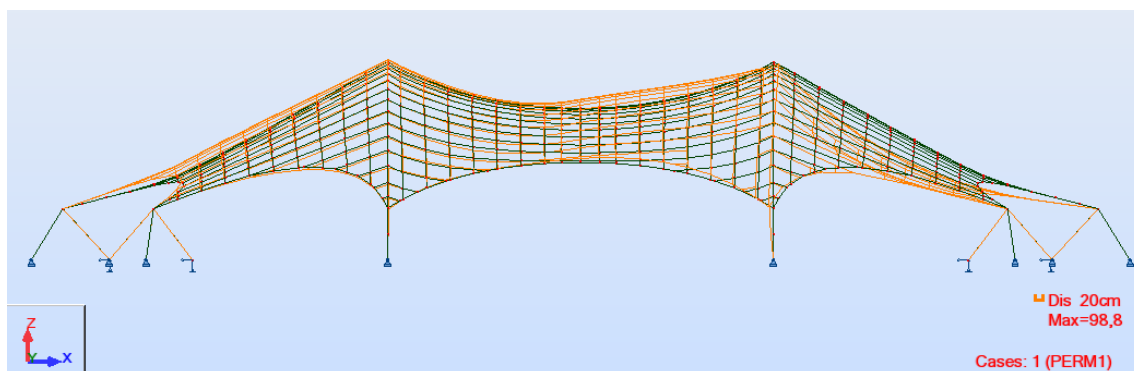 Dis 20cm
Max=98,8
Z
Y
X
Cases: 1 (PERM1)